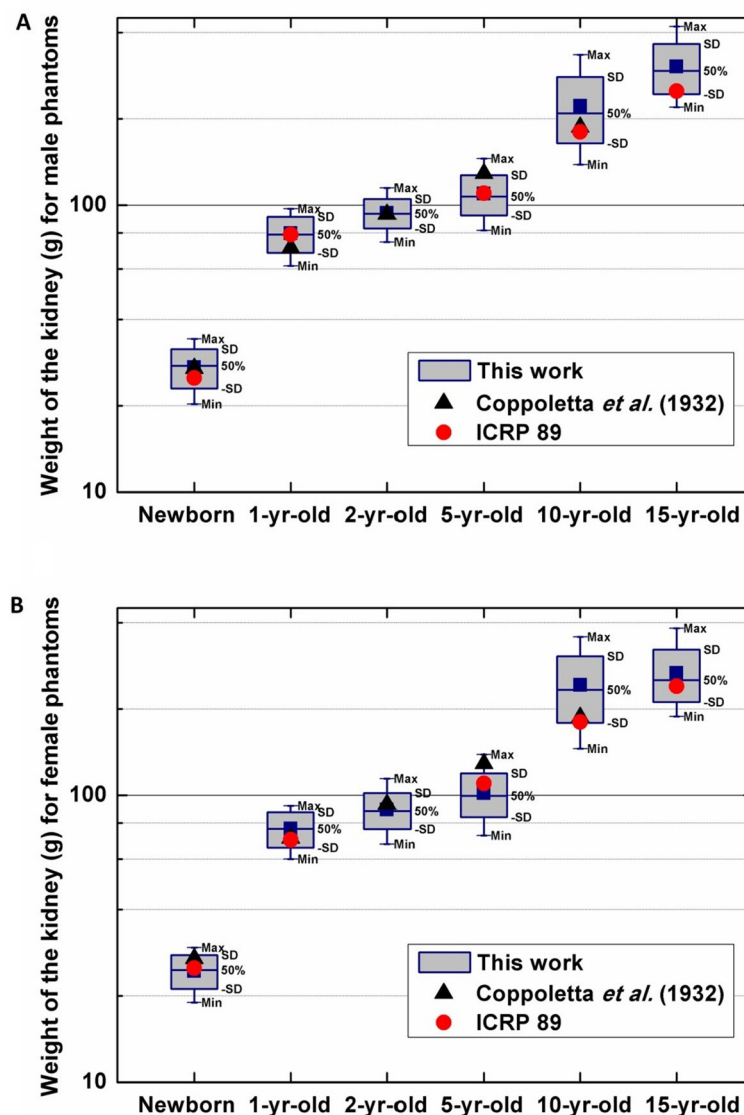 A
Weight of the kidney (g) for male phantoms
100
10
Max
SD
50%
-SD
Min
Max
SD
50%
-SD
Min
Max
SD
50%
-SD
Min
Max
SD
50%
-SD
Min
Max
SD
50%
-SD
Min
Max
SD
50%
-SD
Min
This work
Coppoletta et al. (1932)
ICRP 89
Newborn 1-yr-old 2-yr-old 5-yr-old 10-yr-old 15-yr-old
B
Weight of the kidney (g) for female phantoms
100
10
Max
SD
50%
-SD
Min
Max
SD
50%
-SD
Min
Max
SD
50%
-SD
Min
Max
SD
50%
-SD
Min
Max
SD
50%
-SD
Min
Max
SD
50%
-SD
Min
This work
Coppoletta et al. (1932)
ICRP 89
Newborn 1-yr-old 2-yr-old 5-yr-old 10-yr-old 15-yr-old